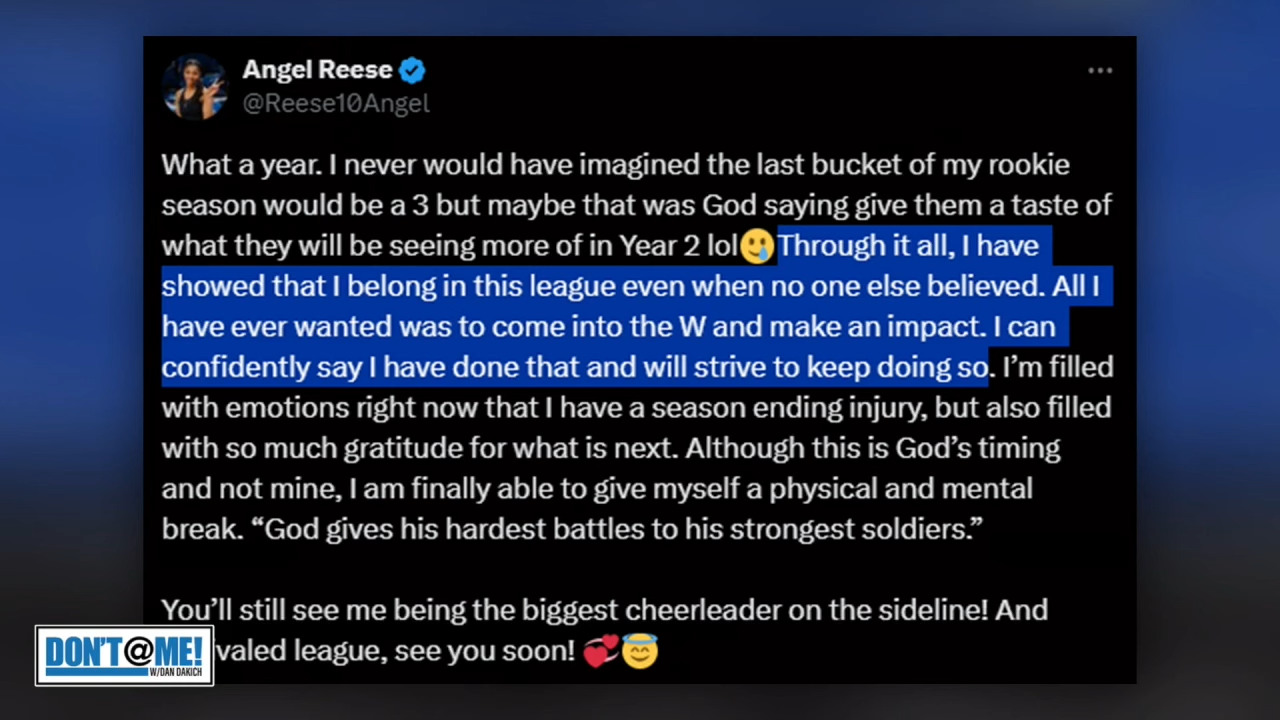 Angel Reese
@Reese10Angel
What a year. I never would have imagined the last bucket of my rookie
season would be a 3 but maybe that was God saying give them a taste of
what they will be seeing more of in Year 2 lol🥲Through it all, I have
showed that I belong in this league even when no one else believed. All I
have ever wanted was to come into the W and make an impact. I can
confidently say I have done that and will strive to keep doing so. I’m filled
with emotions right now that I have a season ending injury, but also filled
with so much gratitude for what is next. Although this is God’s timing
and not mine, I am finally able to give myself a physical and mental
break. “God gives his hardest battles to his strongest soldiers.”
You’ll still see me being the biggest cheerleader on the sideline! And
valed league, see you soon! 💞😇
DON'T@ME!
W/DAN DAKICH